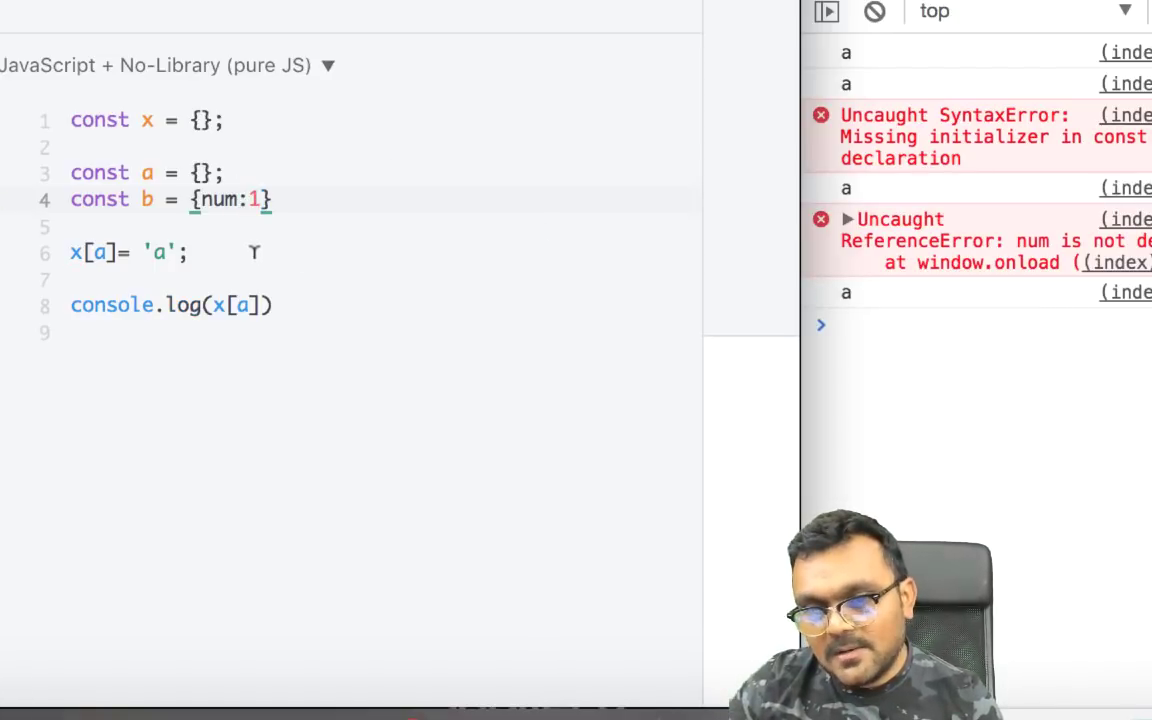 JavaScript + No-Library (pure JS) ▼
1 const x = {};
2
3 const a = {};
4 const b = {num:1}
5
6 x[a]= 'a';
7
8 console.log(x[a])
9
top ▼
a (inde
a (inde
Uncaught SyntaxError: (inde
Missing initializer in const
declaration
a (inde
▶Uncaught (inde
ReferenceError: num is not de
at window.onload ((index)
a (inde
>